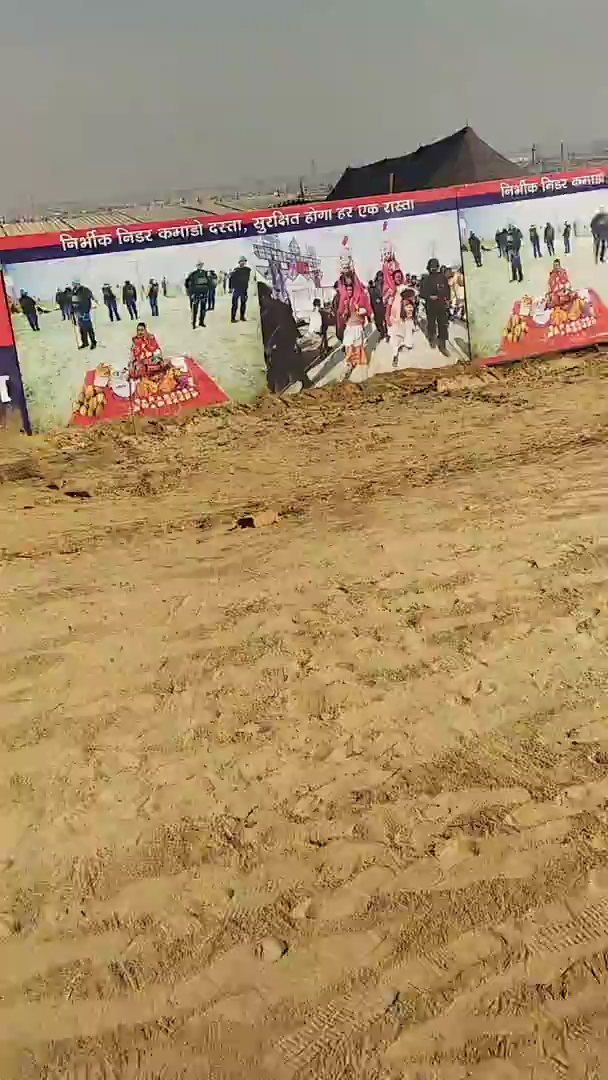 निर्भीक निडर कमांडो दस्ता, सुरक्षित होगा हर एक रास्ता
निर्भीक निडर कमांडो